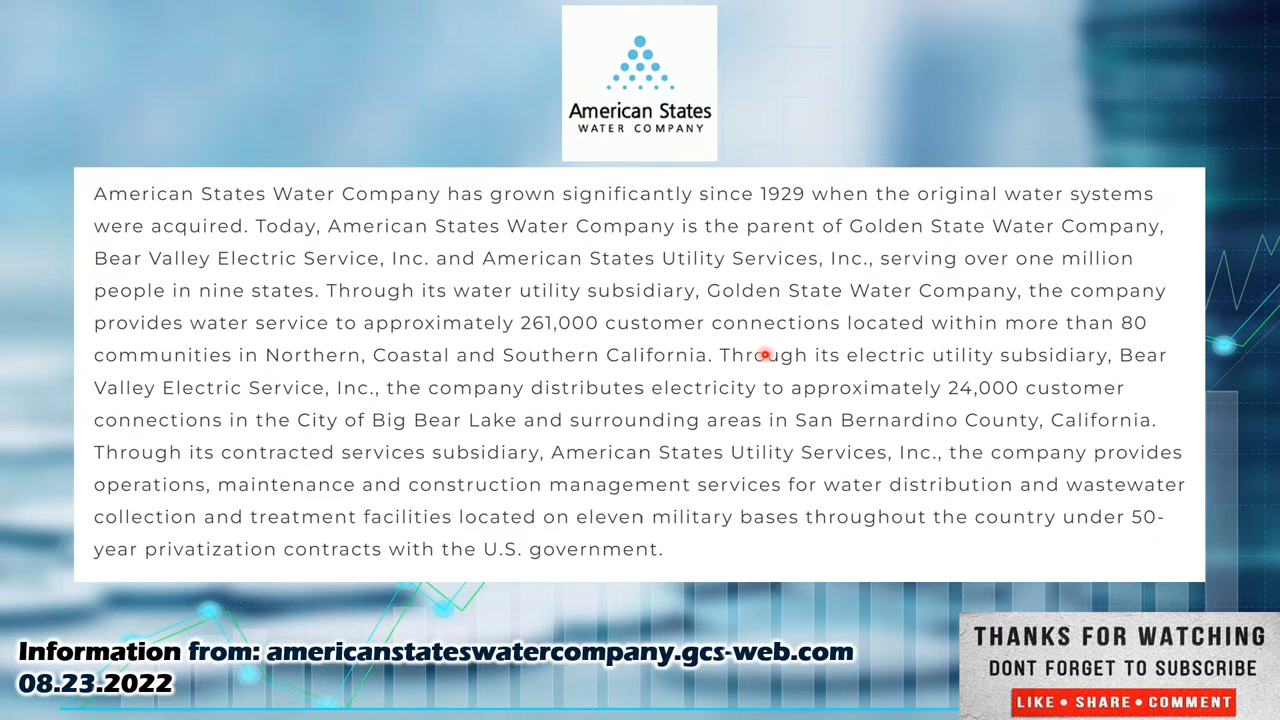 American States
WATER COMPANY
American States Water Company has grown significantly since 1929 when the original water systems
were acquired. Today, American States Water Company is the parent of Golden State Water Company,
Bear Valley Electric Service, Inc. and American States Utility Services, Inc., serving over one million
people in nine states. Through its water utility subsidiary, Golden State Water Company, the company
provides water service to approximately 261,000 customer connections located within more than 80
communities in Northern, Coastal and Southern California. Through its electric utility subsidiary, Bear
Valley Electric Service, Inc., the company distributes electricity to approximately 24,000 customer
connections in the City of Big Bear Lake and surrounding areas in San Bernardino County, California.
Through its contracted services subsidiary, American States Utility Services, Inc., the company provides
operations, maintenance and construction management services for water distribution and wastewater
collection and treatment facilities located on eleven military bases throughout the country under 50-
year privatization contracts with the U.S. government.
Information from: americanstateswatercompany.gcs-web.com
08.23.2022
THANKS FOR WATCHING
DONT FORGET TO SUBSCRIBE
LIKE • SHARE • COMMENT